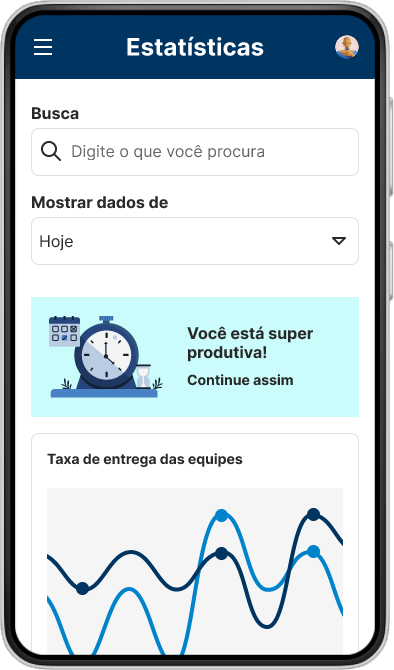 Estatísticas
Busca
Digite o que você procura
Mostrar dados de
Hoje
Você está super
produtiva!
Continue assim
Taxa de entrega das equipes